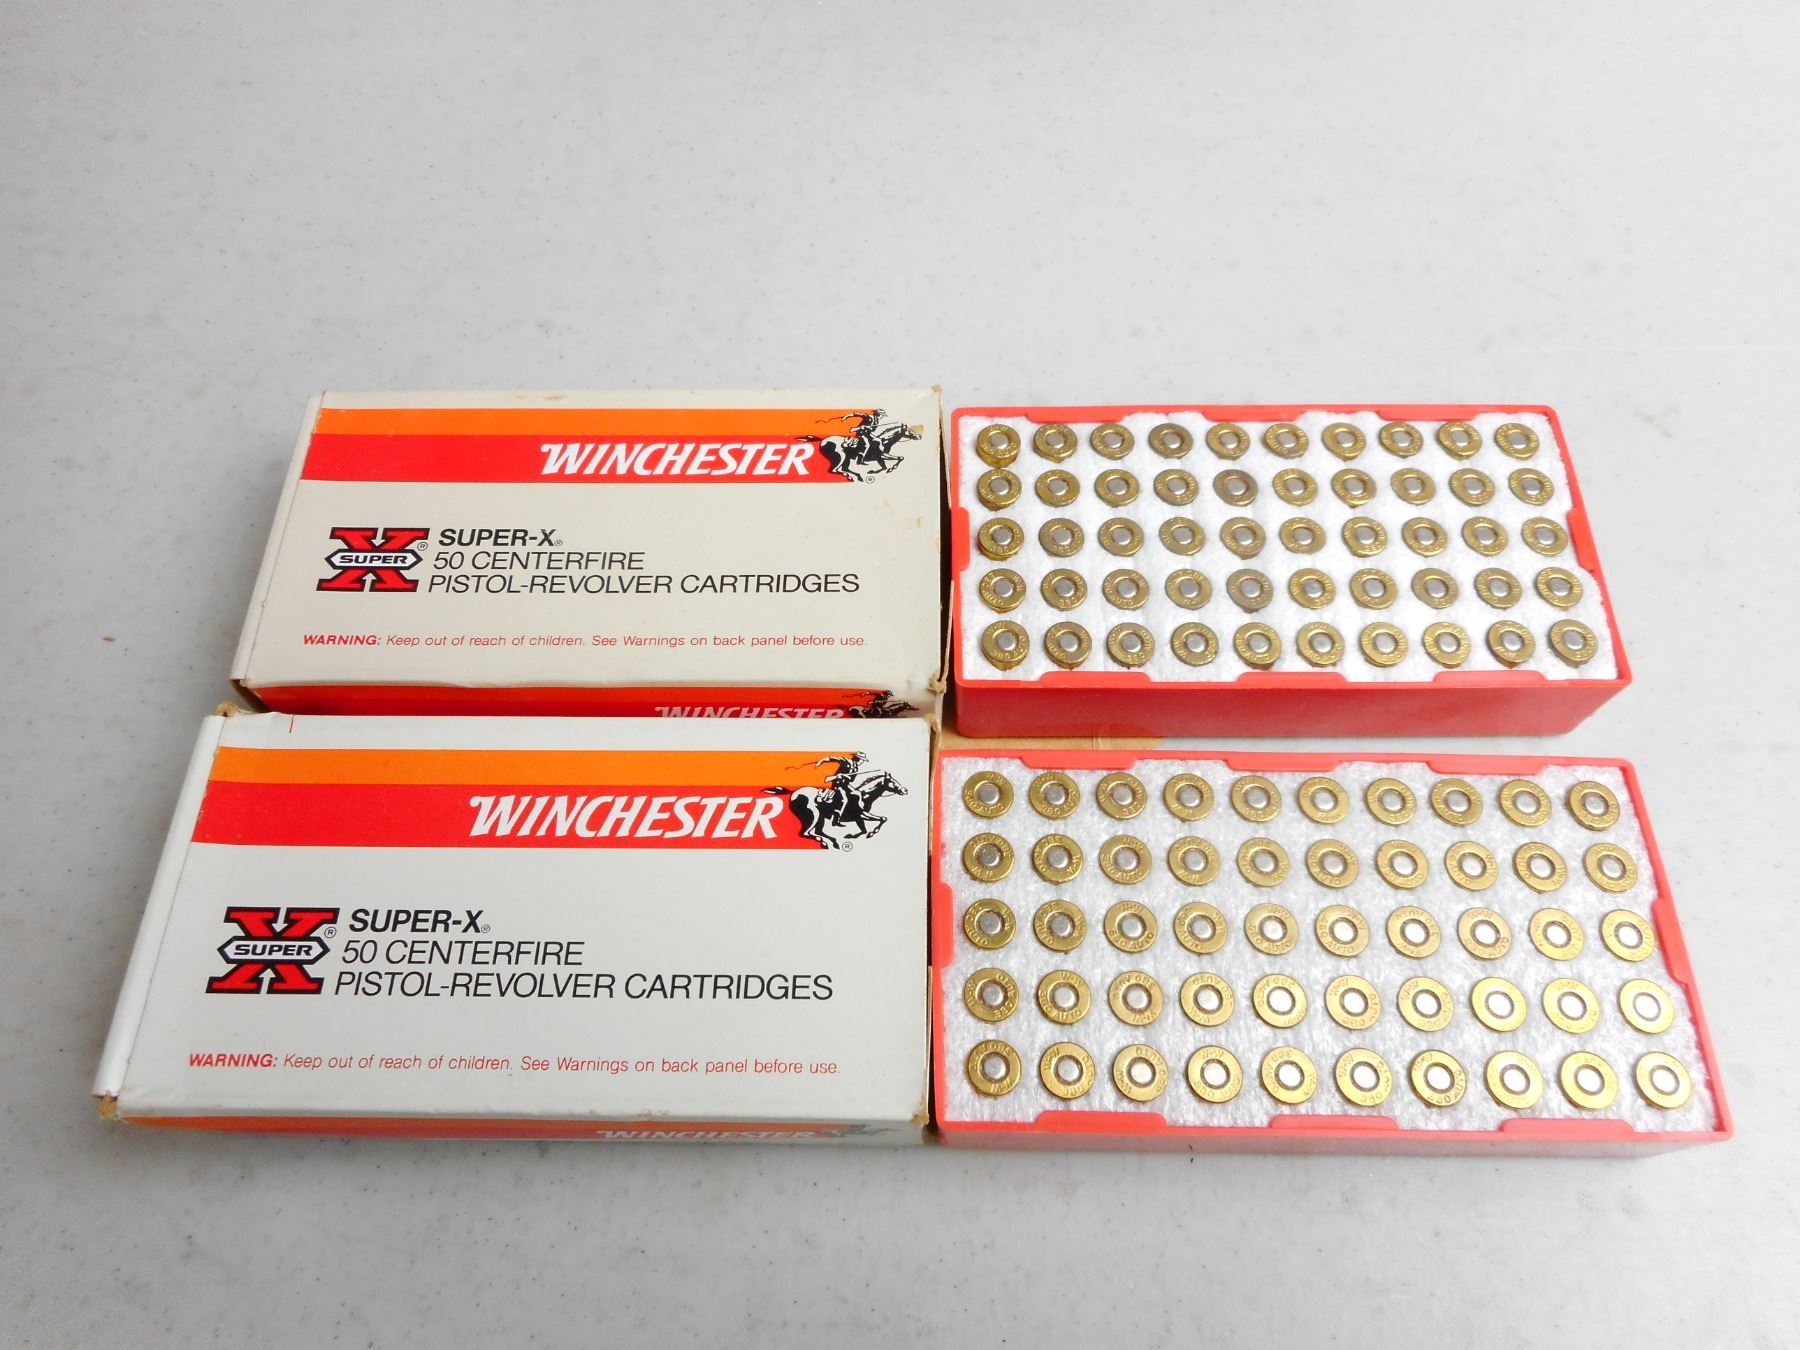 WINCHESTER
®
X SUPER ®
SUPER-X®
50 CENTERFIRE
PISTOL-REVOLVER CARTRIDGES
WARNING: Keep out of reach of children. See Warnings on back panel before use.
WINCHESTER
WINCHESTER
®
X SUPER ®
SUPER-X®
50 CENTERFIRE
PISTOL-REVOLVER CARTRIDGES
WARNING: Keep out of reach of children. See Warnings on back panel before use.
WINCHESTER